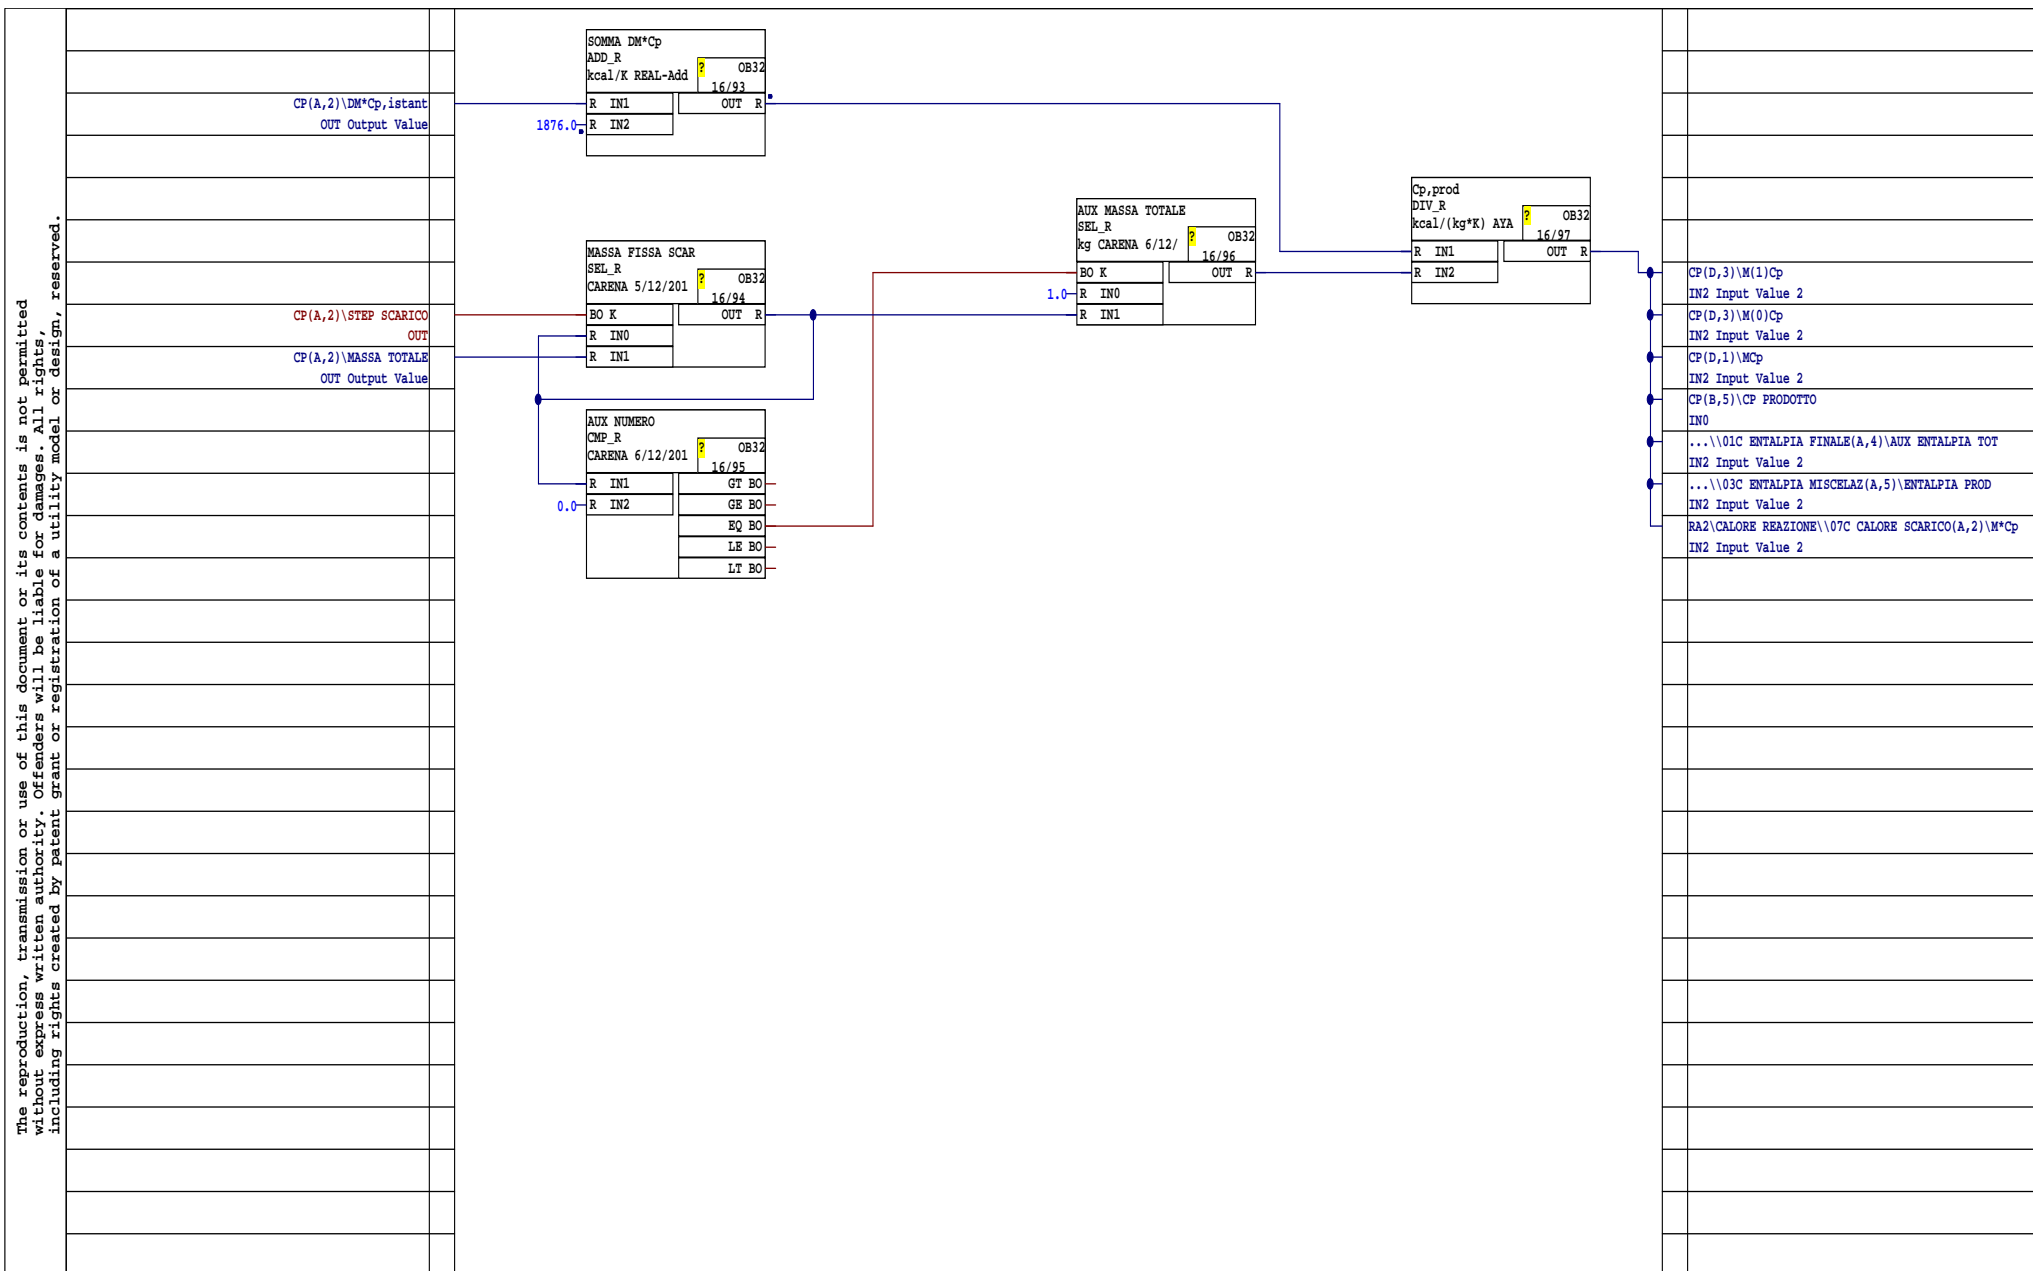 The reproduction, transmission or use of this document or its contents is not permitted
without express written authority. Offenders will be liable for damages. All rights,
including rights created by patent grant or registration of a utility model or design, reserved.
CP(A,2)\DM*Cp,istant
OUT Output Value
CP(A,2)\STEP SCARICO
OUT
CP(A,2)\MASSA TOTALE
OUT Output Value
SOMMA DM*Cp
ADD_R
kcal/K REAL-Add
? OB32
16/93
R IN1 OUT R
1876.0 R IN2
MASSA FISSA SCAR
SEL_R
CARENA 5/12/201
? OB32
16/94
BO K OUT R
R IN0
R IN1
AUX NUMERO
CMP_R
CARENA 6/12/201
? OB32
16/95
R IN1 GT BO
0.0 R IN2 GE BO
EQ BO
LE BO
LT BO
AUX MASSA TOTALE
SEL_R
kg CARENA 6/12/
? OB32
16/96
BO K OUT R
1.0 R IN0
R IN1
Cp,prod
DIV_R
kcal/(kg*K) AYA
? OB32
16/97
R IN1 OUT R
R IN2
CP(D,3)\M(1)Cp
IN2 Input Value 2
CP(D,3)\M(0)Cp
IN2 Input Value 2
CP(D,1)\MCp
IN2 Input Value 2
CP(B,5)\CP PRODOTTO
IN0
...\\01C ENTALPIA FINALE(A,4)\AUX ENTALPIA TOT
IN2 Input Value 2
...\\03C ENTALPIA MISCELAZ(A,5)\ENTALPIA PROD
IN2 Input Value 2
RA2\CALORE REAZIONE\\07C CALORE SCARICO(A,2)\M*Cp
IN2 Input Value 2